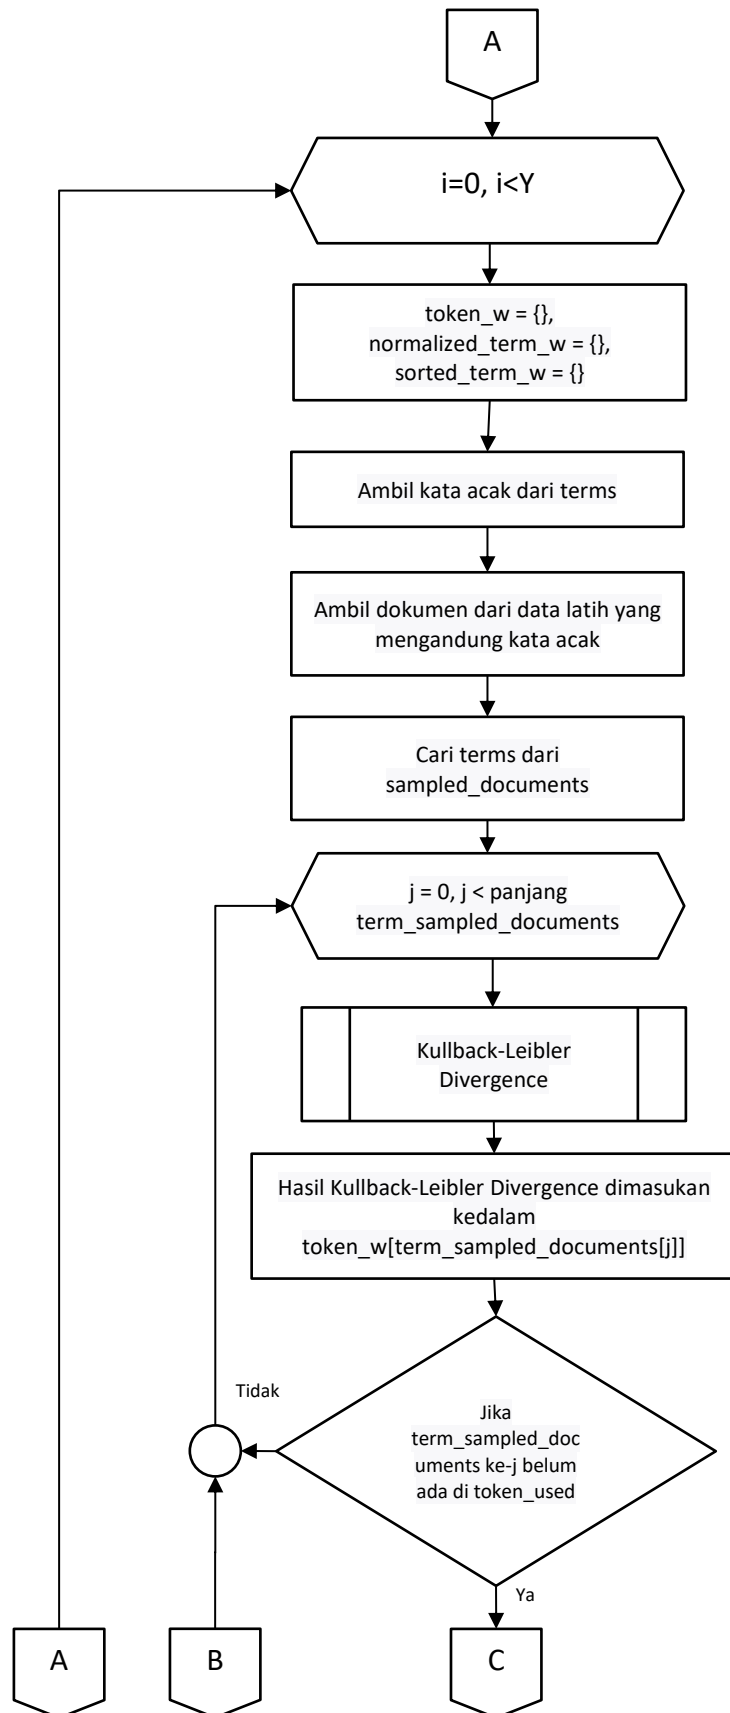 A
i=0, i<Y
token_w = {},
normalized_term_w = {},
sorted_term_w = {}
Ambil kata acak dari terms
Ambil dokumen dari data latih yang
mengandung kata acak
Cari terms dari
sampled_documents
j = 0, j < panjang
term_sampled_documents
Kullback-Leibler
Divergence
Hasil Kullback-Leibler Divergence dimasukan
kedalam
token_w[term_sampled_documents[j]]
Tidak
Jika
term_sampled_doc
uments ke-j belum
ada di token_used
Ya
A
B
C